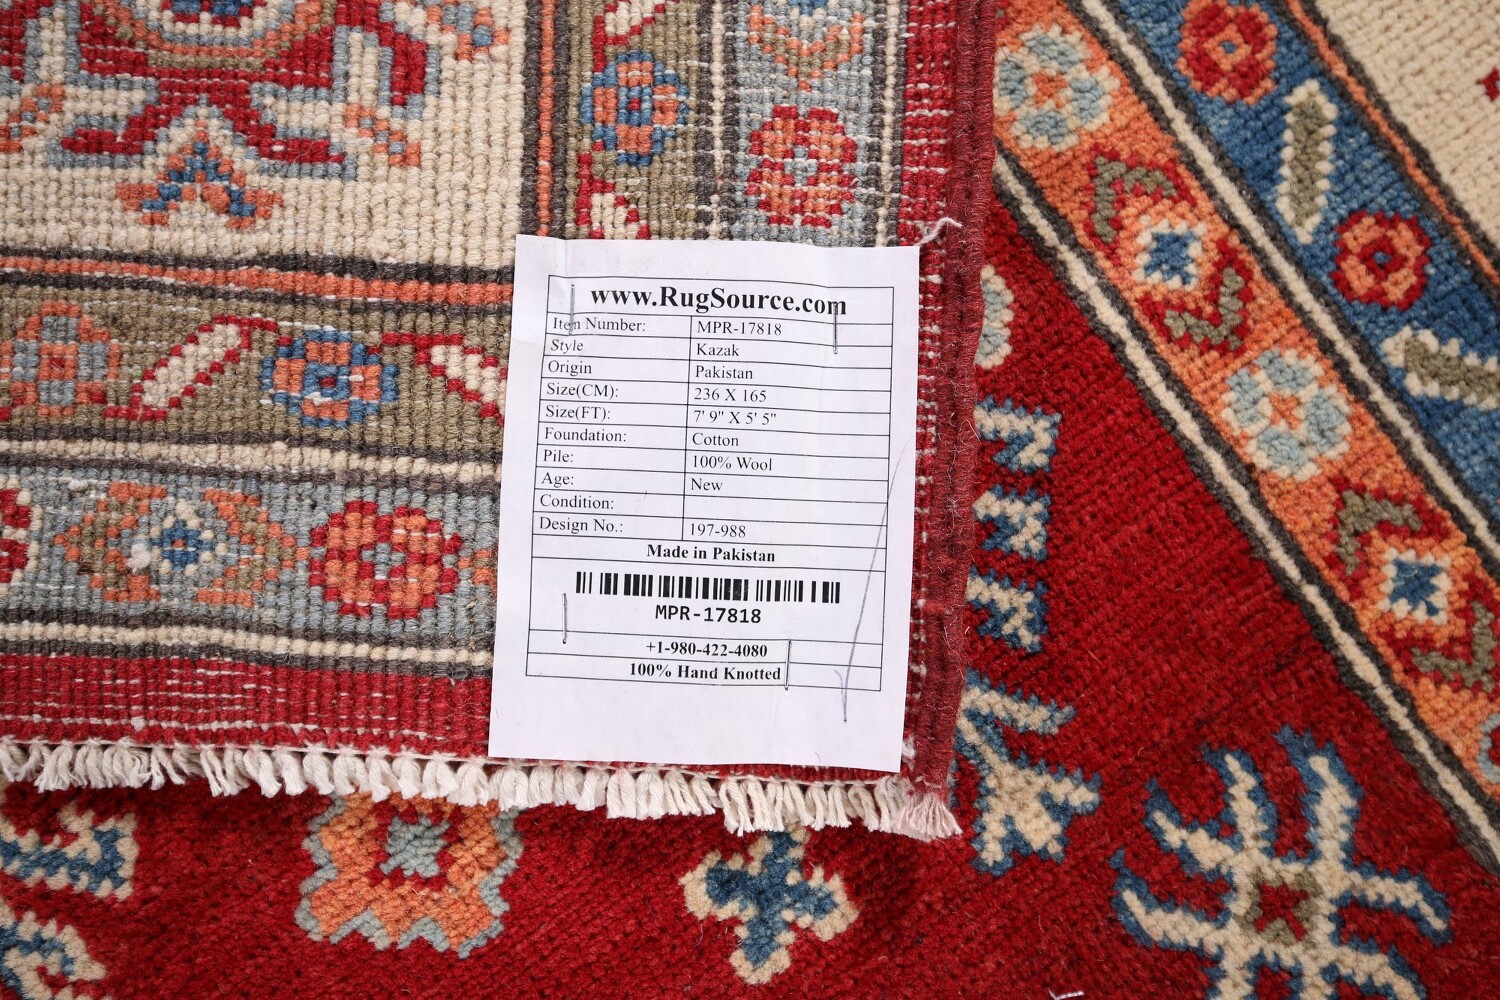 www.RugSource.com
Item Number: MPR-17818
Style Kazak
Origin Pakistan
Size(CM): 236 X 165
Size(FT): 7' 9" X 5' 5"
Foundation: Cotton
Pile: 100% Wool
Age: New
Condition:
Design No.: 197-988
Made in Pakistan
MPR-17818
+1-980-422-4080
100% Hand Knotted